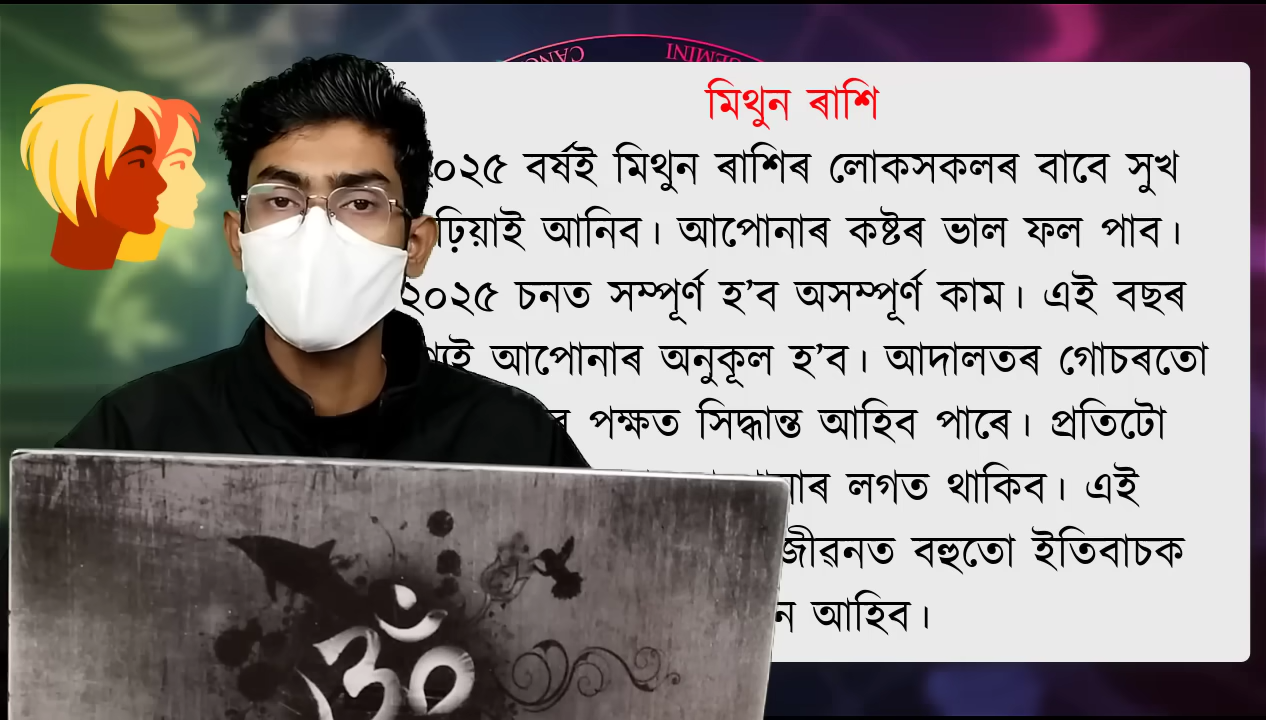 GEMINI
মিথুন ৰাশি
বৰ্ষই মিথুন ৰাশিৰ লোকসকলৰ বাবে সুখ
আনিব। আপোনাৰ কষ্টৰ ভাল ফল পাব।
২০২৫ চনত সম্পূৰ্ণ হ’ব অসম্পূৰ্ণ কাম। এই বছৰ
আপোনাৰ অনুকূল হ’ব। আদালতৰ গোচৰতো
পক্ষত সিদ্ধান্ত আহিব পাৰে। প্ৰতিটো
লগত থাকিব। এই
জীৱনত বহুতো ইতিবাচক
আহিব।
ॐ